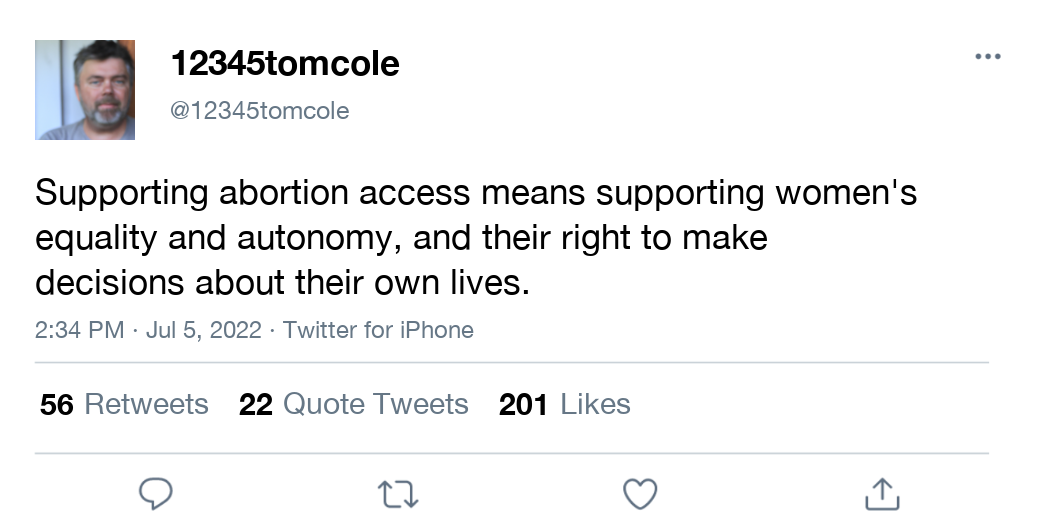 12345tomcole
@12345tomcole
Supporting abortion access means supporting women's
equality and autonomy, and their right to make
decisions about their own lives.
2:34 PM · Jul 5, 2022 · Twitter for iPhone
56 Retweets 22 Quote Tweets 201 Likes